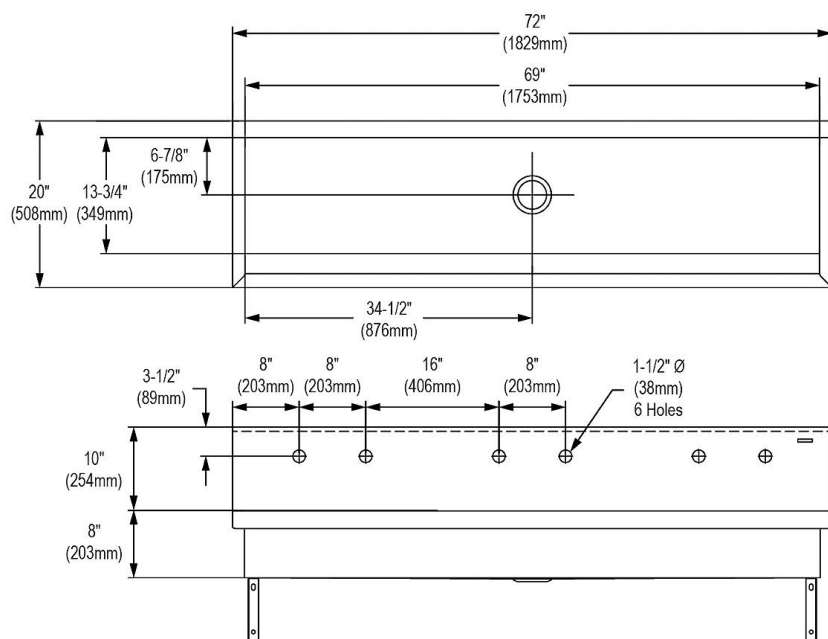 72"
(1829mm)
69"
(1753mm)
6-7/8"
(175mm)
20"
(508mm)
13-3/4"
(349mm)
34-1/2"
(876mm)
3-1/2"
(89mm)
8"
(203mm)
8"
(203mm)
16"
(406mm)
8"
(203mm)
1-1/2" Ø
(38mm)
6 Holes
10"
(254mm)
8"
(203mm)